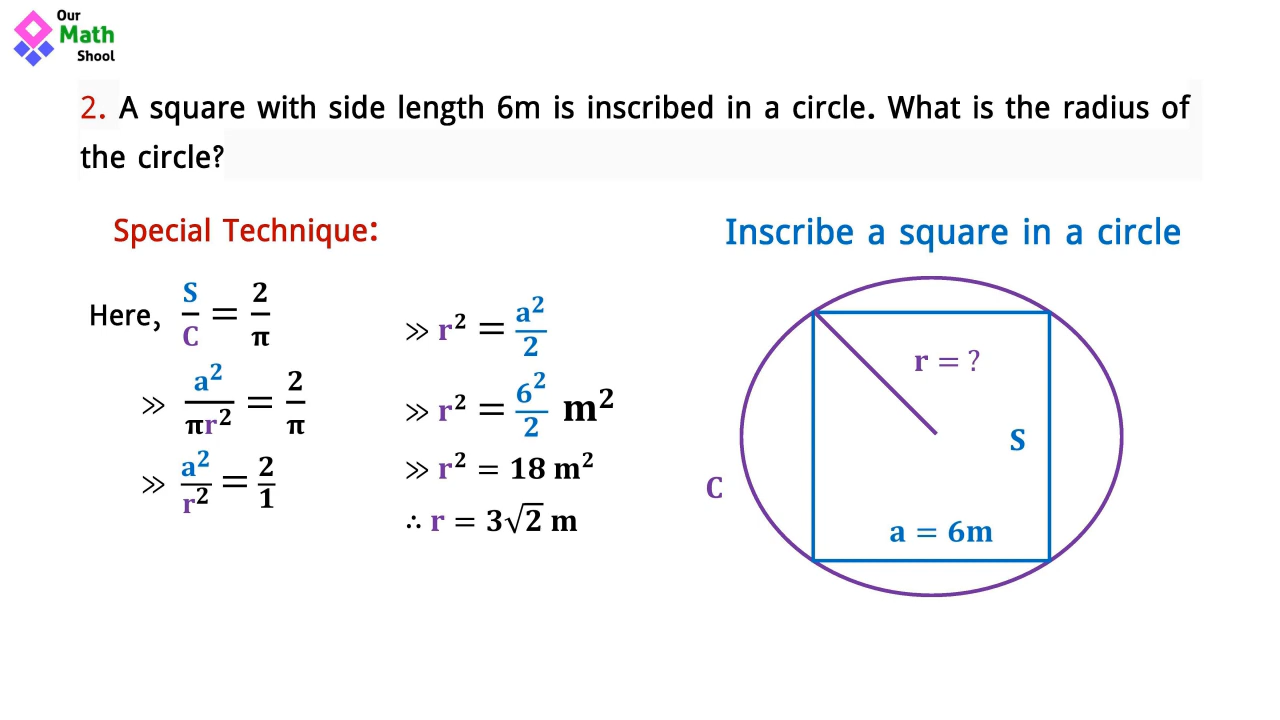 Our
Math
Shool
2. A square with side length 6m is inscribed in a circle. What is the radius of
the circle?
Special Technique:
Here, S/C = 2/π
≫ a²/πr² = 2/π
≫ a²/r² = 2/1
≫ r² = a²/2
≫ r² = 6²/2 m²
≫ r² = 18 m²
∴ r = 3√2 m
Inscribe a square in a circle
r = ?
S
C
a = 6m